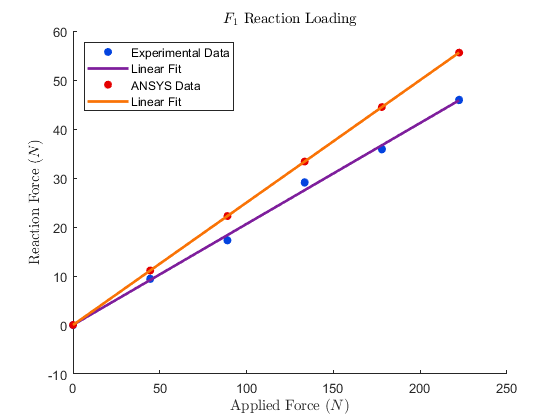 F₁ Reaction Loading
Experimental Data
Linear Fit
ANSYS Data
Linear Fit
Reaction Force (N)
60
50
40
30
20
10
0
-10
0 50 100 150 200 250
Applied Force (N)